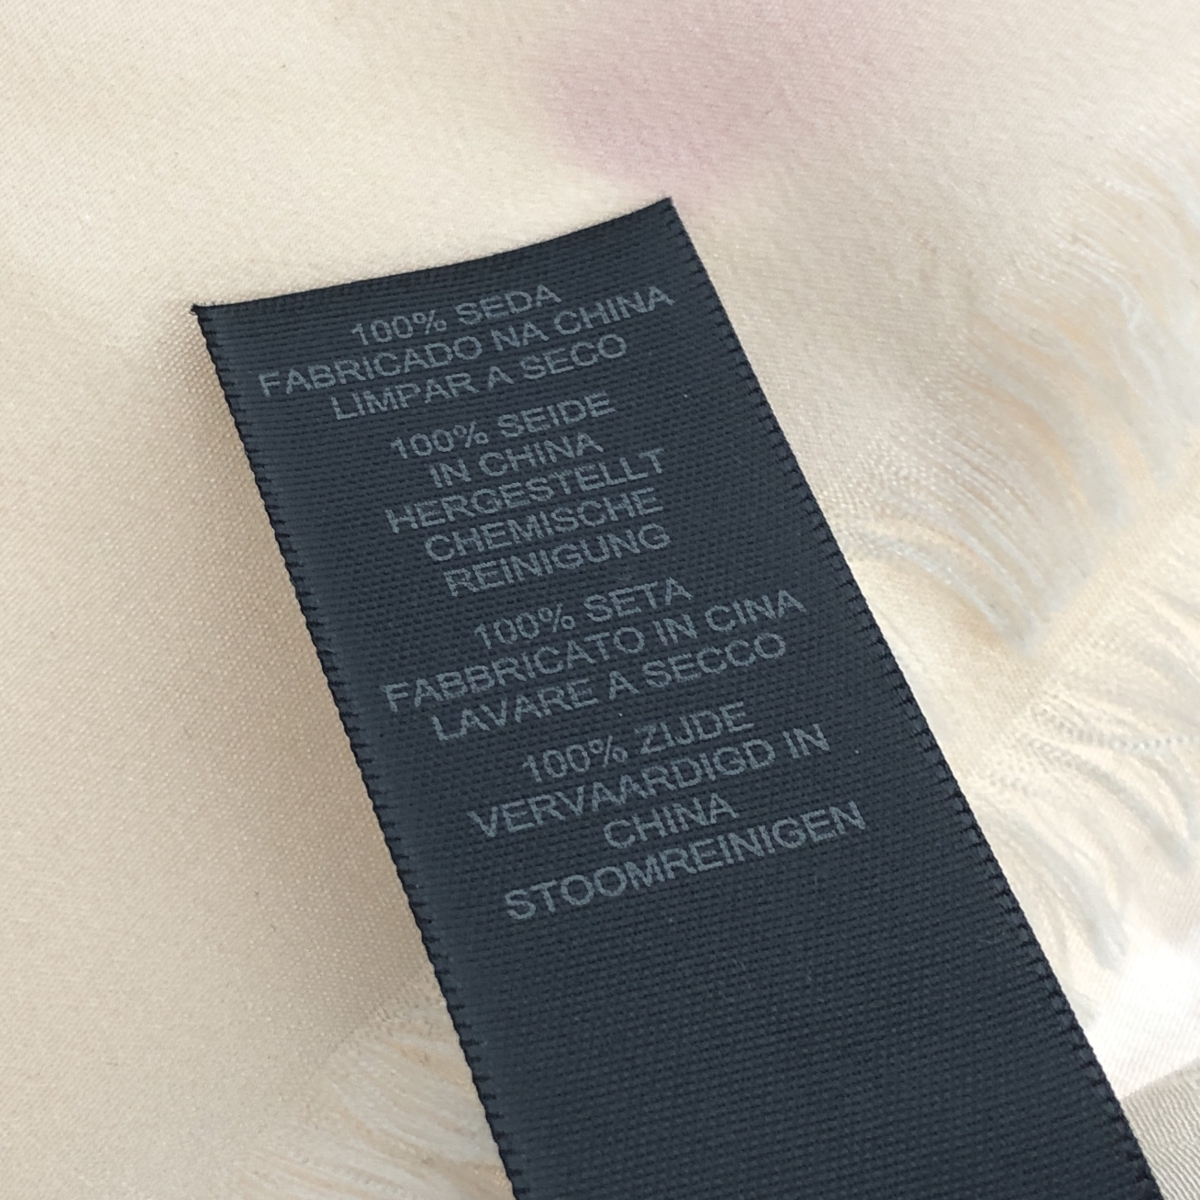 100% SEDA
FABRICADO NA CHINA
LIMPAR A SECO
100% SEIDE
IN CHINA
HERGESTELLT
CHEMISCHE
REINIGUNG
100% SETA
FABBRICATO IN CINA
LAVARE A SECCO
100% ZIJDE
VERVAARDIGD IN
CHINA
STOOMREINIGEN